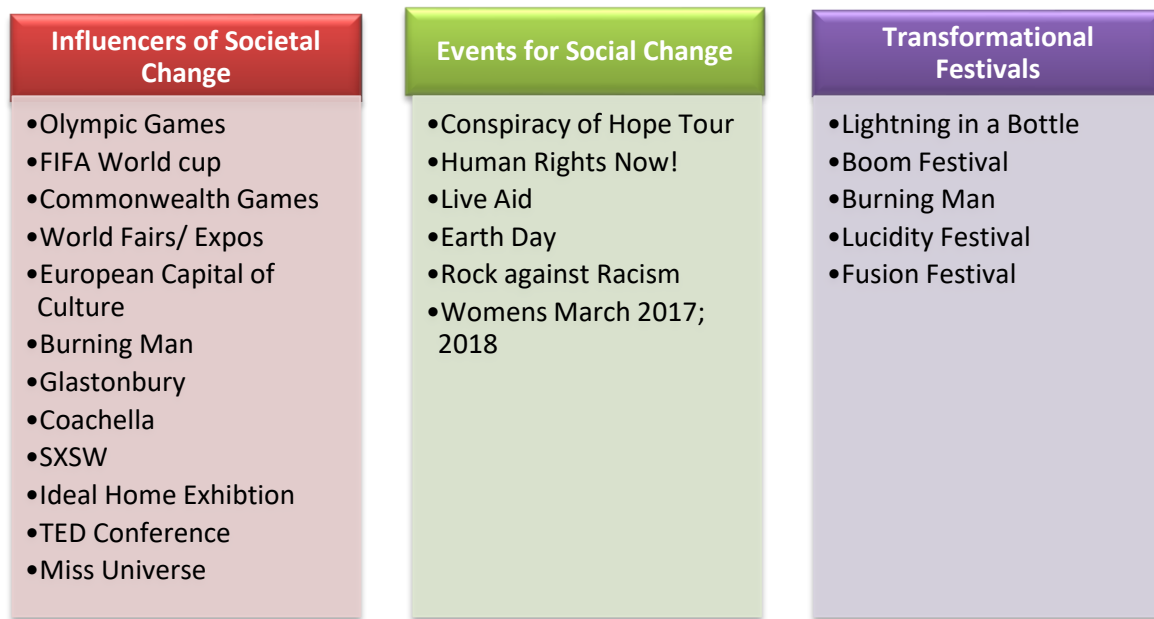 Influencers of Societal
Change
•Olympic Games
•FIFA World cup
•Commonwealth Games
•World Fairs/ Expos
•European Capital of
Culture
•Burning Man
•Glastonbury
•Coachella
•SXSW
•Ideal Home Exhibtion
•TED Conference
•Miss Universe
Events for Social Change
•Conspiracy of Hope Tour
•Human Rights Now!
•Live Aid
•Earth Day
•Rock against Racism
•Womens March 2017;
2018
Transformational
Festivals
•Lightning in a Bottle
•Boom Festival
•Burning Man
•Lucidity Festival
•Fusion Festival